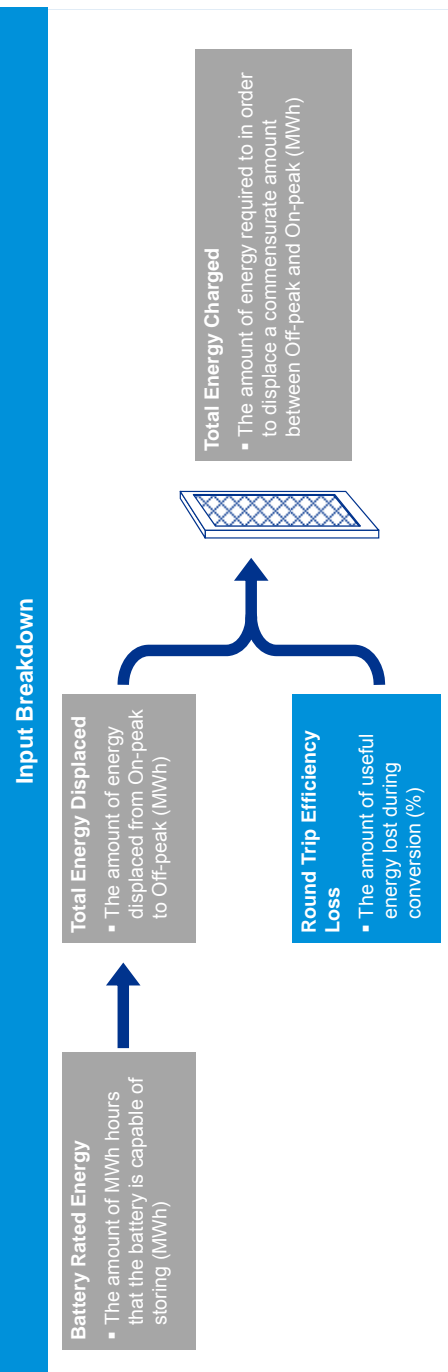 Input Breakdown
Battery Rated Energy
▪ The amount of MWh hours
that the battery is capable of
storing (MWh)
Total Energy Displaced
▪ The amount of energy
displaced from On-peak
to Off-peak (MWh)
Round Trip Efficiency
Loss
▪ The amount of useful
energy lost during
conversion (%)
Total Energy Charged
▪ The amount of energy required to in order
to displace a commensurate amount
between Off-peak and On-peak (MWh)